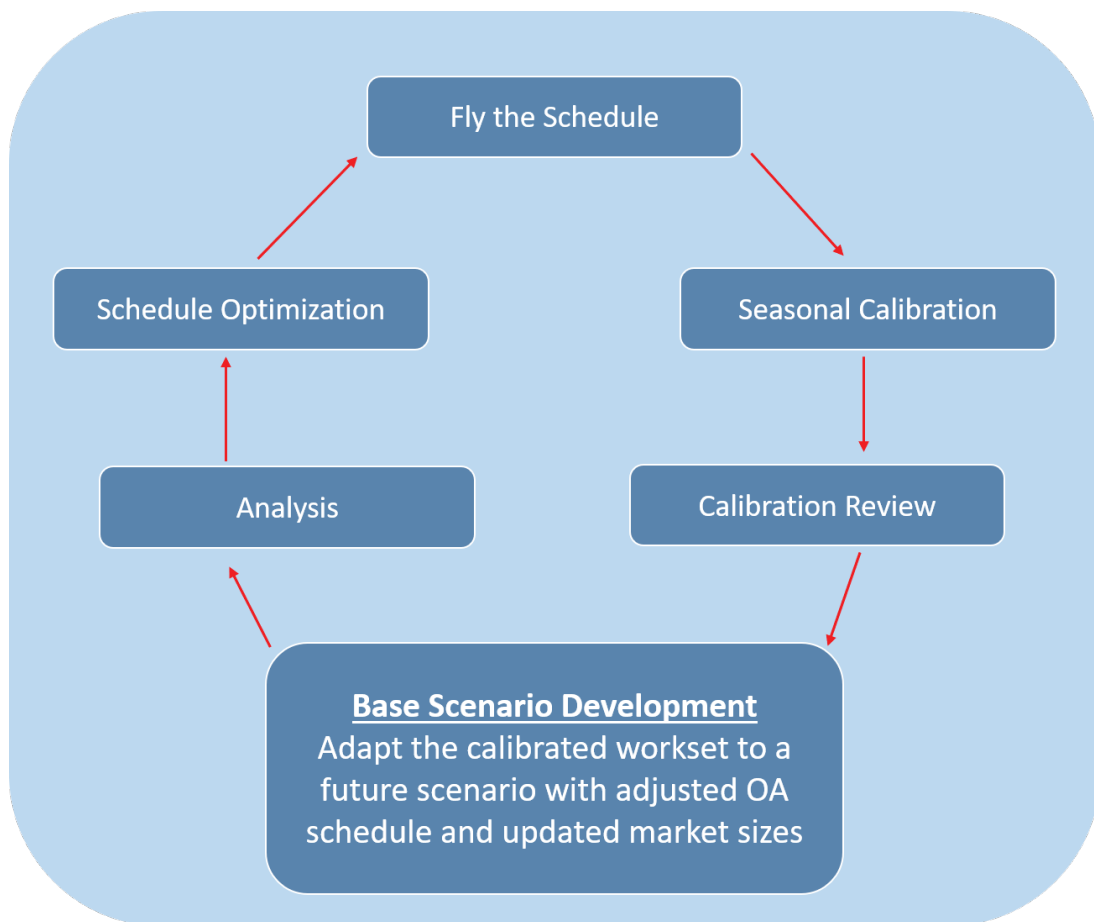 Fly the Schedule
Schedule Optimization
Seasonal Calibration
Analysis
Calibration Review
Base Scenario Development
Adapt the calibrated workset to a
future scenario with adjusted OA
schedule and updated market sizes